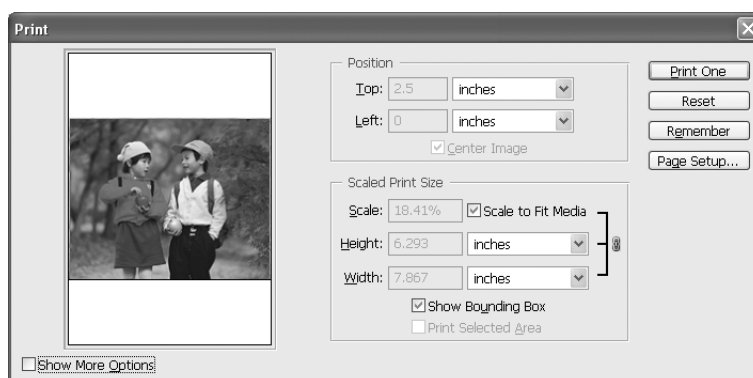 Print
Position
Top: 2.5 inches
Left: 0 inches
Center Image
Scaled Print Size
Scale: 18.41% Scale to Fit Media
Height: 6.293 inches
Width: 7.867 inches
Show Bounding Box
Print Selected Area
Print One
Reset
Remember
Page Setup...
Show More Options